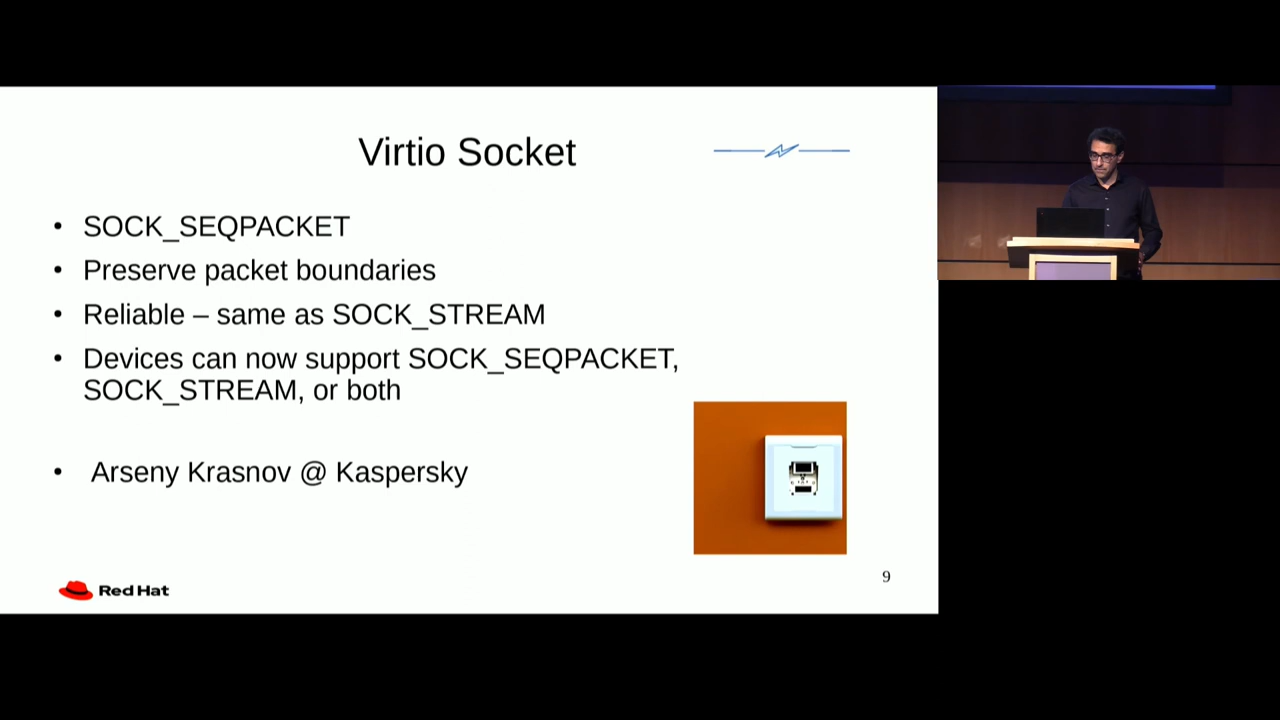 Virtio Socket
• SOCK_SEQPACKET
• Preserve packet boundaries
• Reliable – same as SOCK_STREAM
• Devices can now support SOCK_SEQPACKET,
SOCK_STREAM, or both
• Arseny Krasnov @ Kaspersky
Red Hat
9